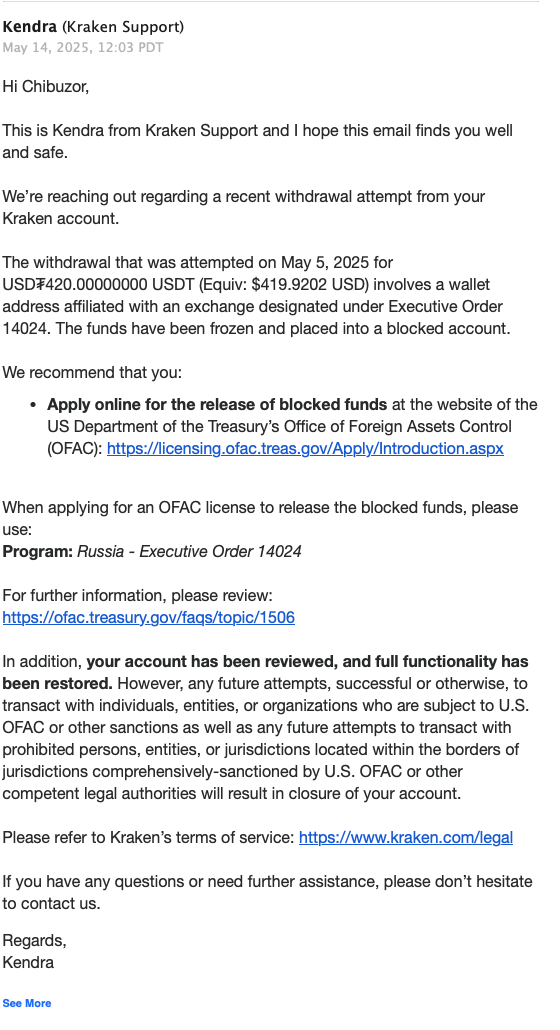 Kendra (Kraken Support)
May 14, 2025, 12:03 PDT
Hi Chibuzor,
This is Kendra from Kraken Support and I hope this email finds you well
and safe.
We’re reaching out regarding a recent withdrawal attempt from your
Kraken account.
The withdrawal that was attempted on May 5, 2025 for
USD₮420.00000000 USDT (Equiv: $419.9202 USD) involves a wallet
address affiliated with an exchange designated under Executive Order
14024. The funds have been frozen and placed into a blocked account.
We recommend that you:
• Apply online for the release of blocked funds at the website of the
US Department of the Treasury’s Office of Foreign Assets Control
(OFAC): https://licensing.ofac.treas.gov/Apply/Introduction.aspx
When applying for an OFAC license to release the blocked funds, please
use:
Program: Russia - Executive Order 14024
For further information, please review:
https://ofac.treasury.gov/faqs/topic/1506
In addition, your account has been reviewed, and full functionality has
been restored. However, any future attempts, successful or otherwise, to
transact with individuals, entities, or organizations who are subject to U.S.
OFAC or other sanctions as well as any future attempts to transact with
prohibited persons, entities, or jurisdictions located within the borders of
jurisdictions comprehensively-sanctioned by U.S. OFAC or other
competent legal authorities will result in closure of your account.
Please refer to Kraken’s terms of service: https://www.kraken.com/legal
If you have any questions or need further assistance, please don’t hesitate
to contact us.
Regards,
Kendra
See More